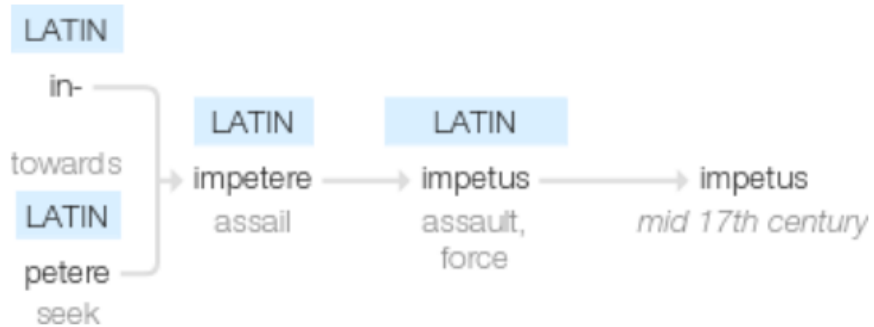 LATIN
in-
towards
LATIN
petere
seek
LATIN
impetere
assail
LATIN
impetus
assault,
force
impetus
mid 17th century